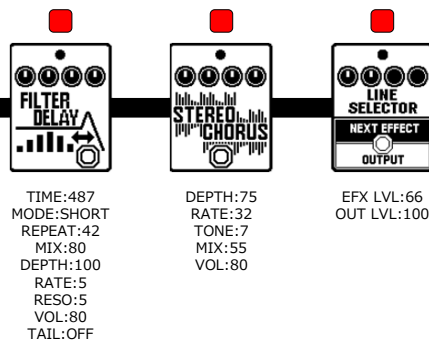 FILTER
DELAY
STEREO
CHORUS
LINE
SELECTOR
NEXT EFFECT
OUTPUT
TIME:487
MODE:SHORT
REPEAT:42
MIX:80
DEPTH:100
RATE:5
RESO:5
VOL:80
TAIL:OFF
DEPTH:75
RATE:32
TONE:7
MIX:55
VOL:80
EFX LVL:66
OUT LVL:100